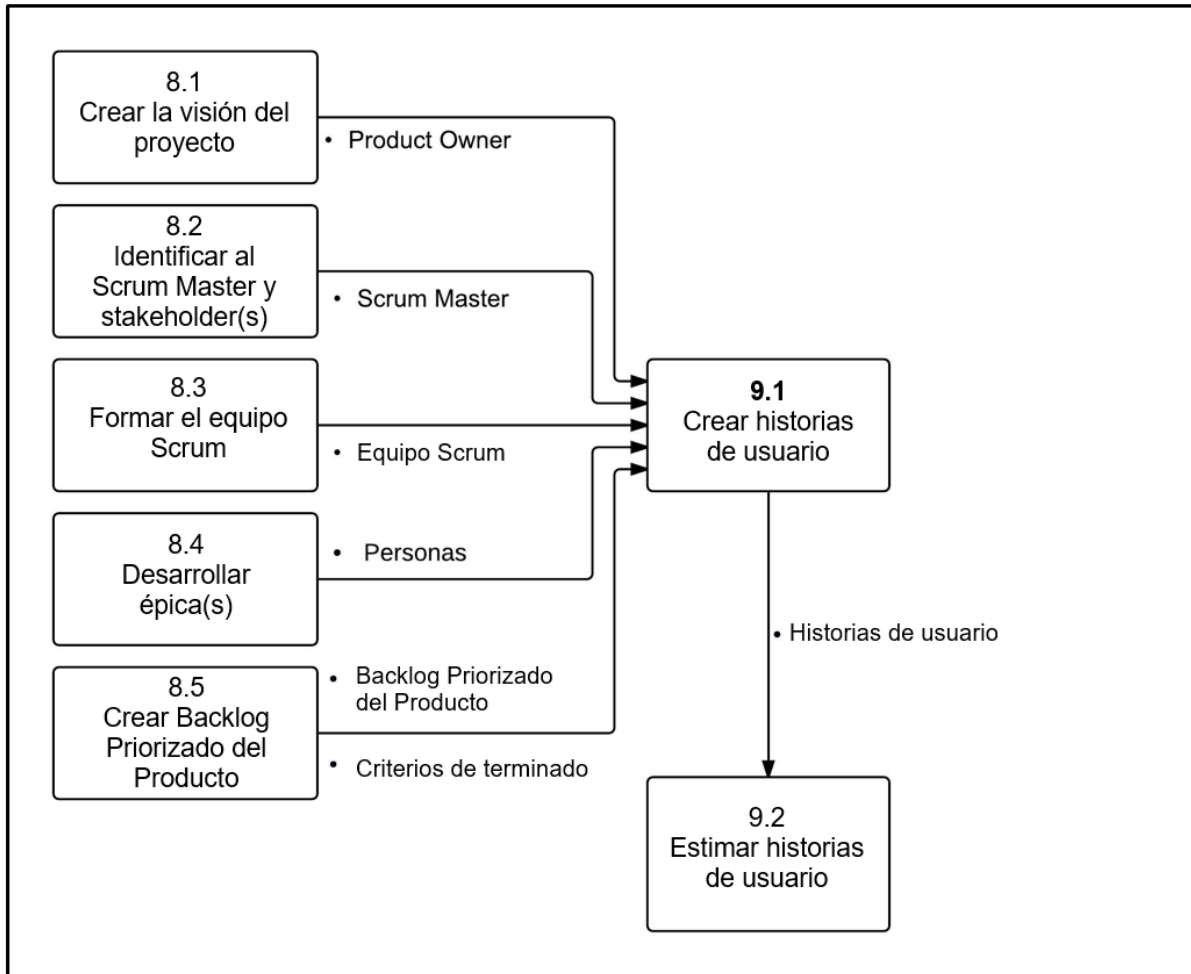 8.1
Crear la visión del
proyecto
• Product Owner
8.2
Identificar al
Scrum Master y
stakeholder(s)
• Scrum Master
8.3
Formar el equipo
Scrum
• Equipo Scrum
8.4
Desarrollar
épica(s)
• Personas
8.5
Crear Backlog
Priorizado del
Producto
• Backlog Priorizado
del Producto
• Criterios de terminado
9.1
Crear historias
de usuario
• Historias de usuario
9.2
Estimar historias
de usuario